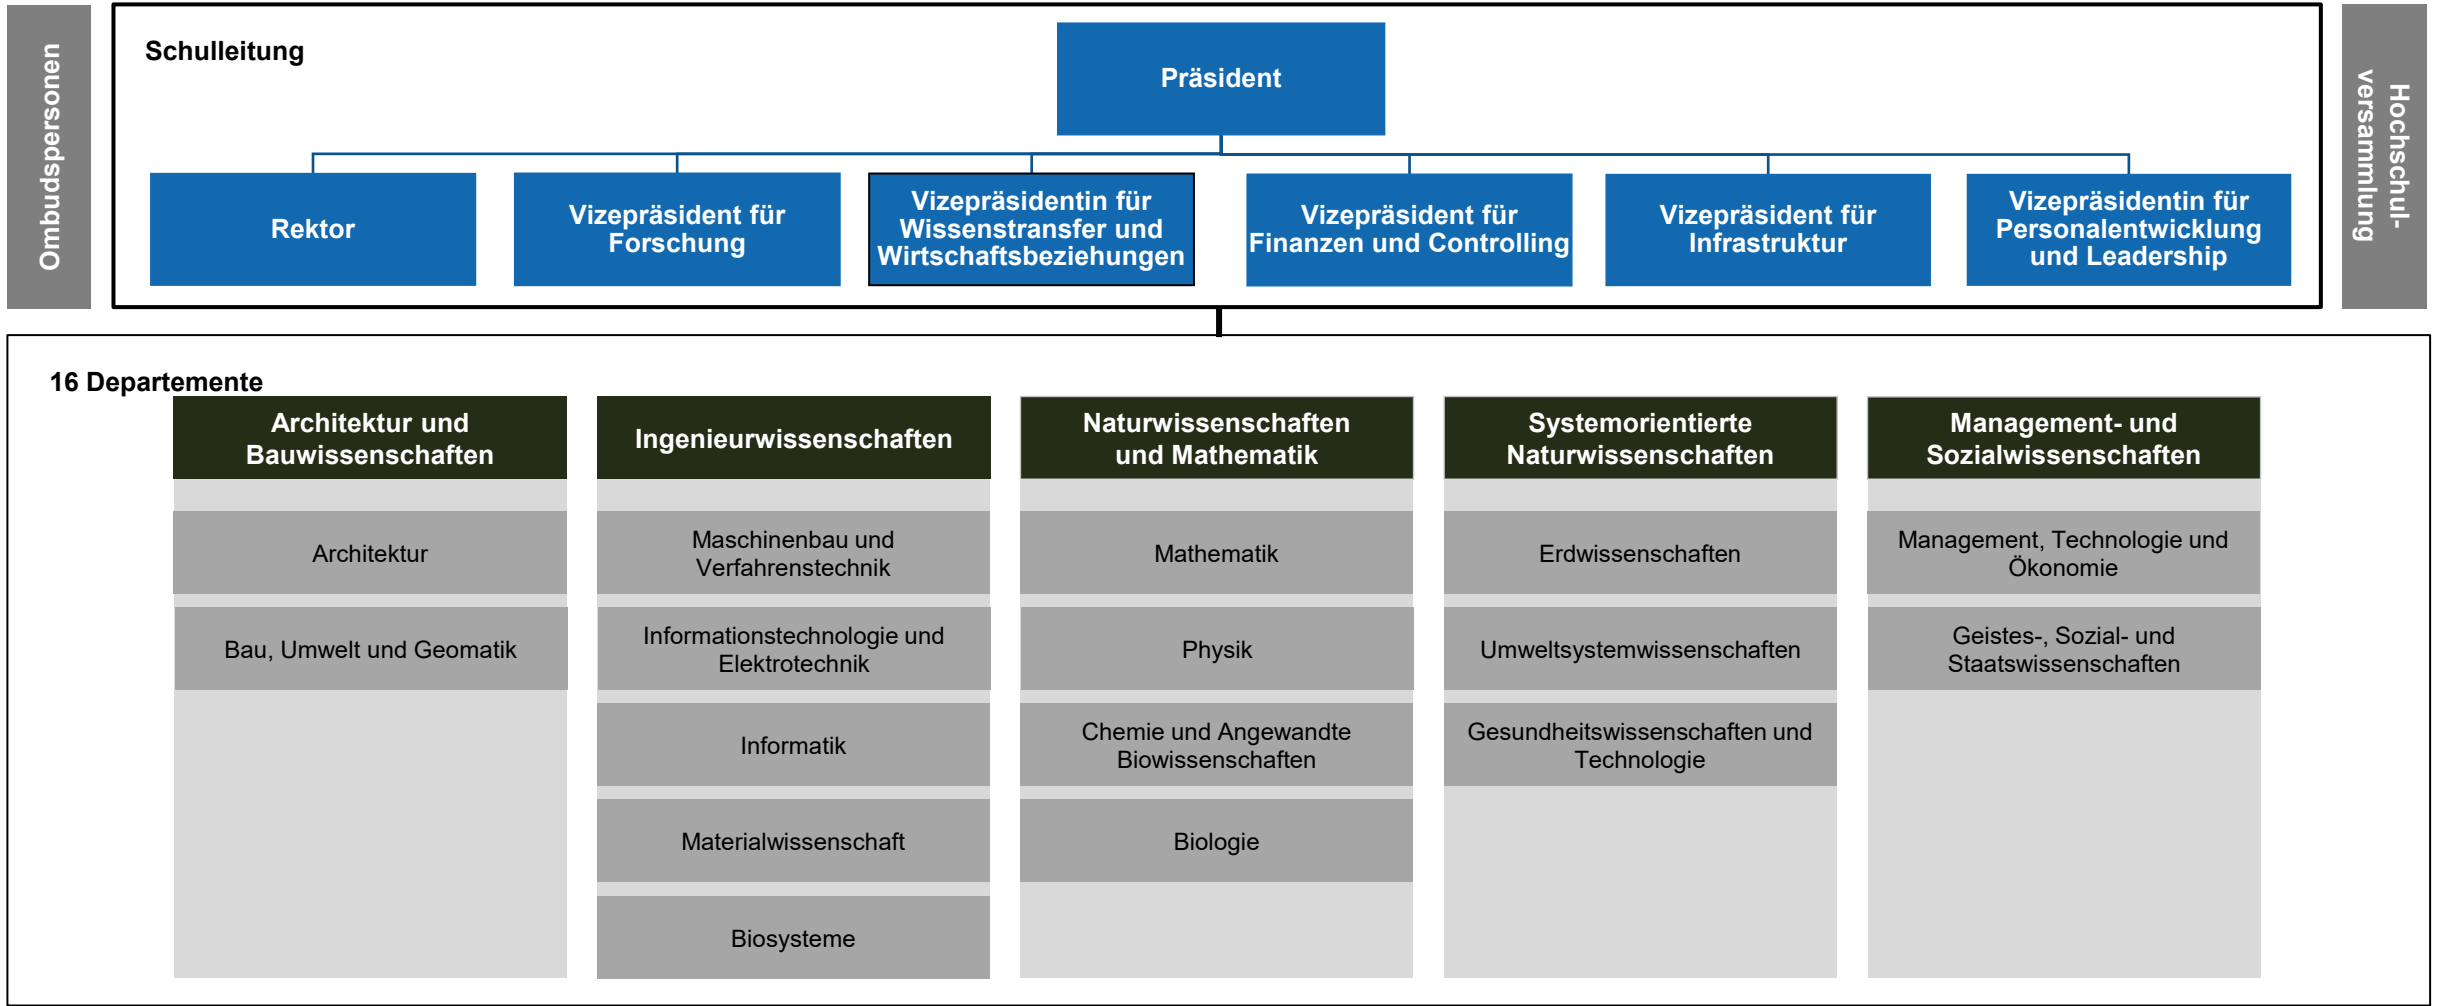 Ombudspersonen
Schulleitung
Präsident
Rektor
Vizepräsident für
Forschung
Vizepräsidentin für
Wissenstransfer und
Wirtschaftsbeziehungen
Vizepräsident für
Finanzen und Controlling
Vizepräsident für
Infrastruktur
Vizepräsidentin für
Personalentwicklung
und Leadership
Hochschul-
versammlung
16 Departemente
Architektur und
Bauwissenschaften
Architektur
Bau, Umwelt und Geomatik
Ingenieurwissenschaften
Maschinenbau und
Verfahrenstechnik
Informationstechnologie und
Elektrotechnik
Informatik
Materialwissenschaft
Biosysteme
Naturwissenschaften
und Mathematik
Mathematik
Physik
Chemie und Angewandte
Biowissenschaften
Biologie
Systemorientierte
Naturwissenschaften
Erdwissenschaften
Umweltsystemwissenschaften
Gesundheitswissenschaften und
Technologie
Management- und
Sozialwissenschaften
Management, Technologie und
Ökonomie
Geistes-, Sozial- und
Staatswissenschaften